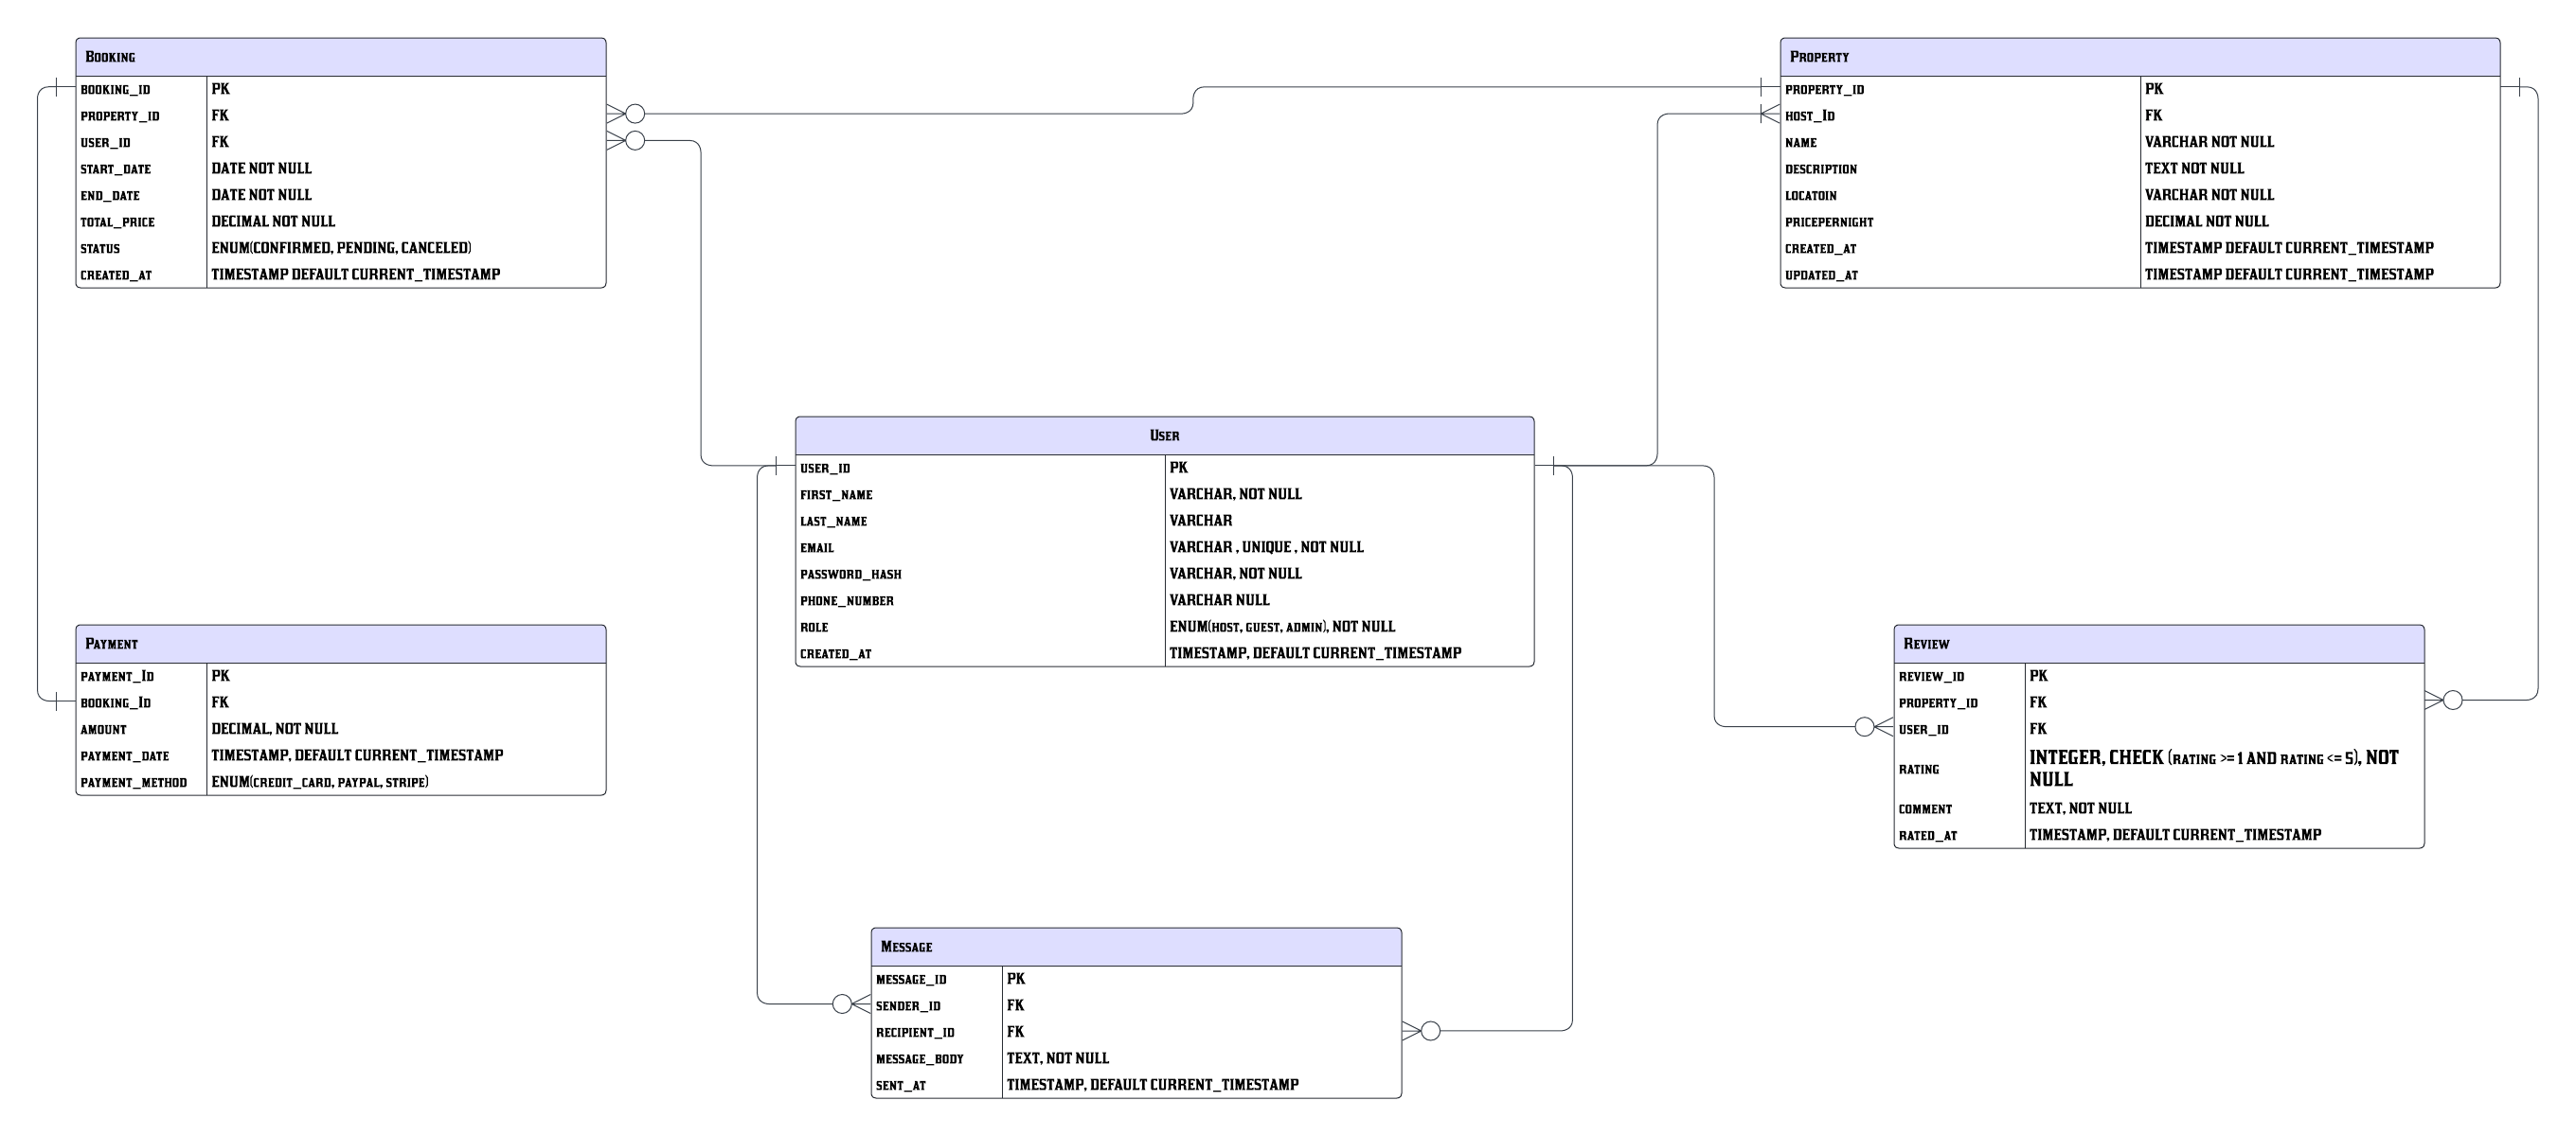 Booking
booking_id PK
property_id FK
user_id FK
start_date DATE NOT NULL
end_date DATE NOT NULL
total_price DECIMAL NOT NULL
status ENUM(CONFIRMED, PENDING, CANCELED)
created_at TIMESTAMP DEFAULT CURRENT_TIMESTAMP
Property
property_id PK
host_Id FK
name VARCHAR NOT NULL
description TEXT NOT NULL
locatoin VARCHAR NOT NULL
pricepernight DECIMAL NOT NULL
created_at TIMESTAMP DEFAULT CURRENT_TIMESTAMP
updated_at TIMESTAMP DEFAULT CURRENT_TIMESTAMP
User
user_id PK
first_name VARCHAR, NOT NULL
last_name VARCHAR
email VARCHAR , UNIQUE , NOT NULL
password_hash VARCHAR, NOT NULL
phone_number VARCHAR NULL
role ENUM(host, guest, admin), NOT NULL
created_at TIMESTAMP, DEFAULT CURRENT_TIMESTAMP
Payment
payment_Id PK
booking_Id FK
amount DECIMAL, NOT NULL
payment_date TIMESTAMP, DEFAULT CURRENT_TIMESTAMP
payment_method ENUM(credit_card, paypal, stripe)
Review
review_id PK
property_id FK
user_id FK
rating INTEGER, CHECK (rating >= 1 AND rating <= 5), NOT
NULL
comment TEXT, NOT NULL
rated_at TIMESTAMP, DEFAULT CURRENT_TIMESTAMP
Message
message_id PK
sender_id FK
recipient_id FK
message_body TEXT, NOT NULL
sent_at TIMESTAMP, DEFAULT CURRENT_TIMESTAMP